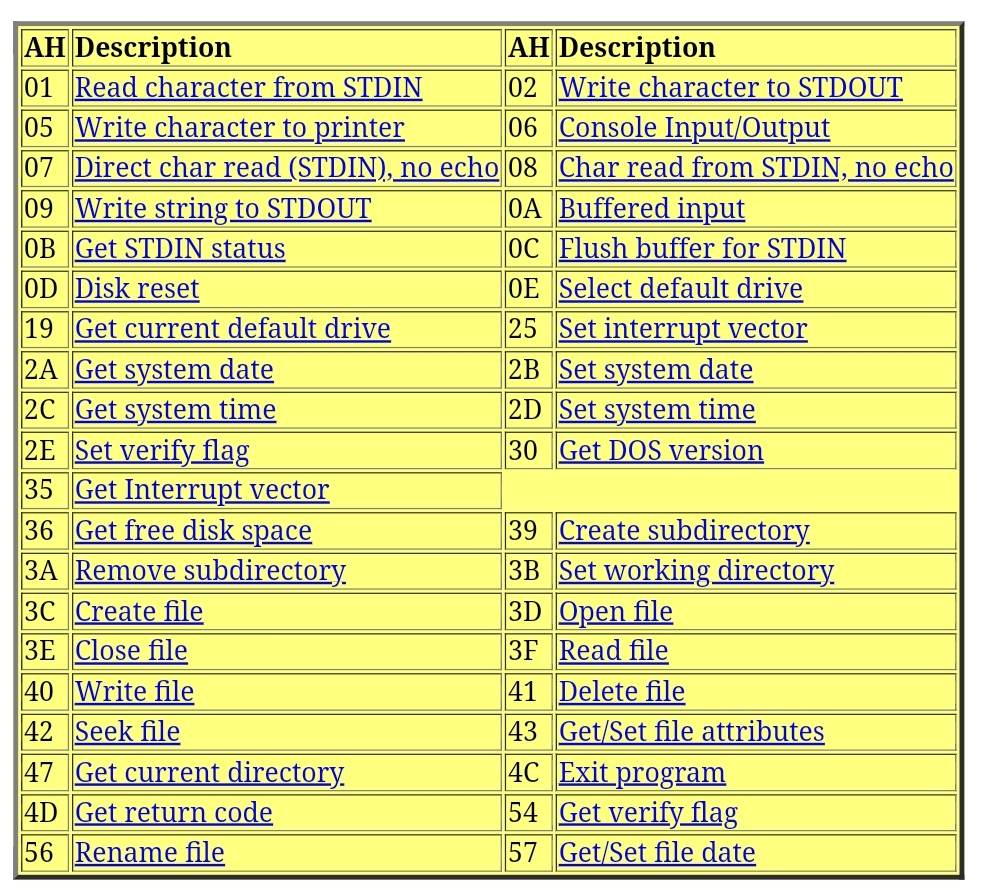 AH Description AH Description
01 Read character from STDIN 02 Write character to STDOUT
05 Write character to printer 06 Console Input/Output
07 Direct char read (STDIN), no echo 08 Char read from STDIN, no echo
09 Write string to STDOUT 0A Buffered input
0B Get STDIN status 0C Flush buffer for STDIN
0D Disk reset 0E Select default drive
19 Get current default drive 25 Set interrupt vector
2A Get system date 2B Set system date
2C Get system time 2D Set system time
2E Set verify flag 30 Get DOS version
35 Get Interrupt vector
36 Get free disk space 39 Create subdirectory
3A Remove subdirectory 3B Set working directory
3C Create file 3D Open file
3E Close file 3F Read file
40 Write file 41 Delete file
42 Seek file 43 Get/Set file attributes
47 Get current directory 4C Exit program
4D Get return code 54 Get verify flag
56 Rename file 57 Get/Set file date